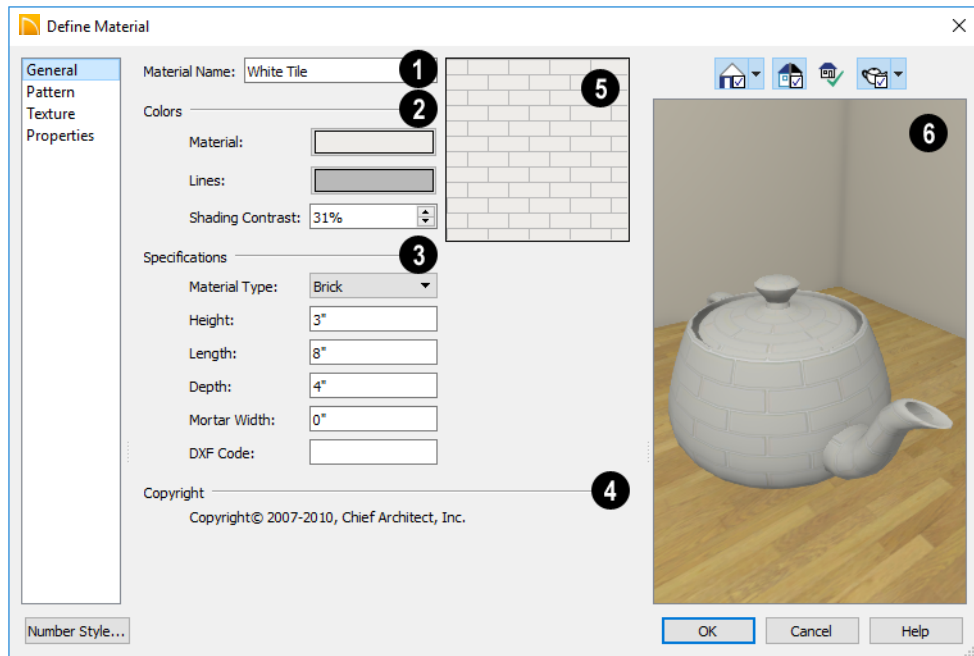 Define Material
General
Pattern
Texture
Properties
Material Name: White Tile 1
Colors 2
Material:
Lines:
Shading Contrast: 31%
Specifications 3
Material Type: Brick
Height: 3"
Length: 8"
Depth: 4"
Mortar Width: 0"
DXF Code:
Copyright 4
Copyright© 2007-2010, Chief Architect, Inc.
5
6
Number Style...
OK Cancel Help